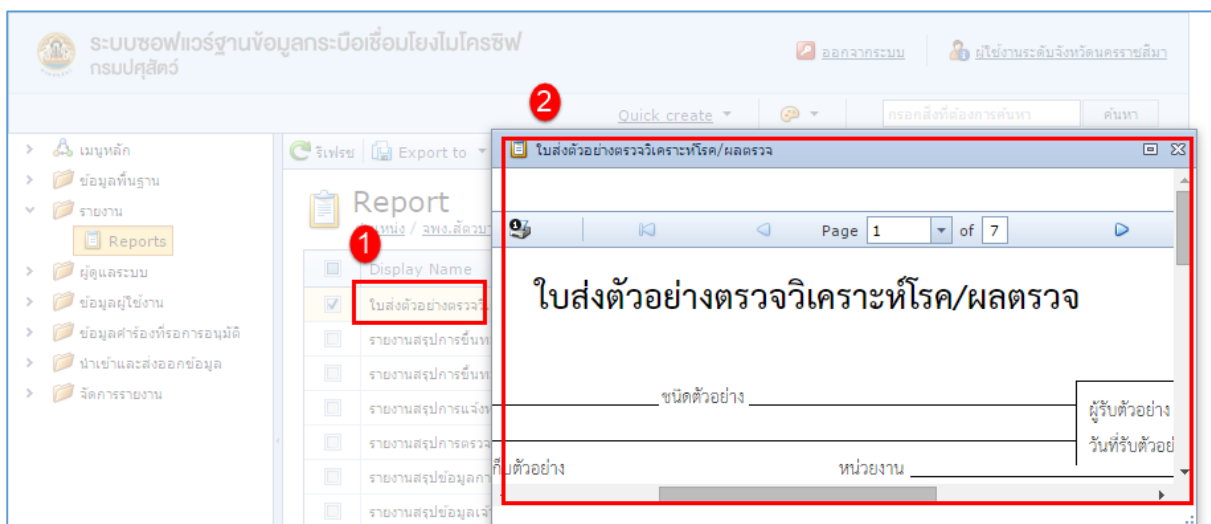 ระบบซอฟแวร์ฐานข้อมูลกระบือเชื่อมโยงไมโครชิฟ
กรมปศุสัตว์
ออกจากระบบ
ผู้ใช้งานระดับจังหวัดนครราชสีมา
2
Quick create
กรอกสิ่งที่ต้องการค้นหา
ค้นหา
เมนูหลัก
ข้อมูลพื้นฐาน
รายงาน
Reports
ผู้ดูแลระบบ
ข้อมูลผู้ใช้งาน
ข้อมูลคำร้องที่รอการอนุมัติ
นำเข้าและส่งออกข้อมูล
จัดการรายงาน
รีเฟรช
Export to
Report
1
Display Name
ใบส่งตัวอย่างตรวจวิ
รายงานสรุปการขึ้นท
รายงานสรุปการขึ้นท
รายงานสรุปการแจ้ง
รายงานสรุปการตรวจ
รายงานสรุปข้อมูลกา
รายงานสรุปข้อมูลเจ้
ใบส่งตัวอย่างตรวจวิเคราะห์โรค/ผลตรวจ
Page 1 of 7
ใบส่งตัวอย่างตรวจวิเคราะห์โรค/ผลตรวจ
ชนิดตัวอย่าง
ผู้รับตัวอย่าง
วันที่รับตัวอย่
ก็บตัวอย่าง
หน่วยงาน